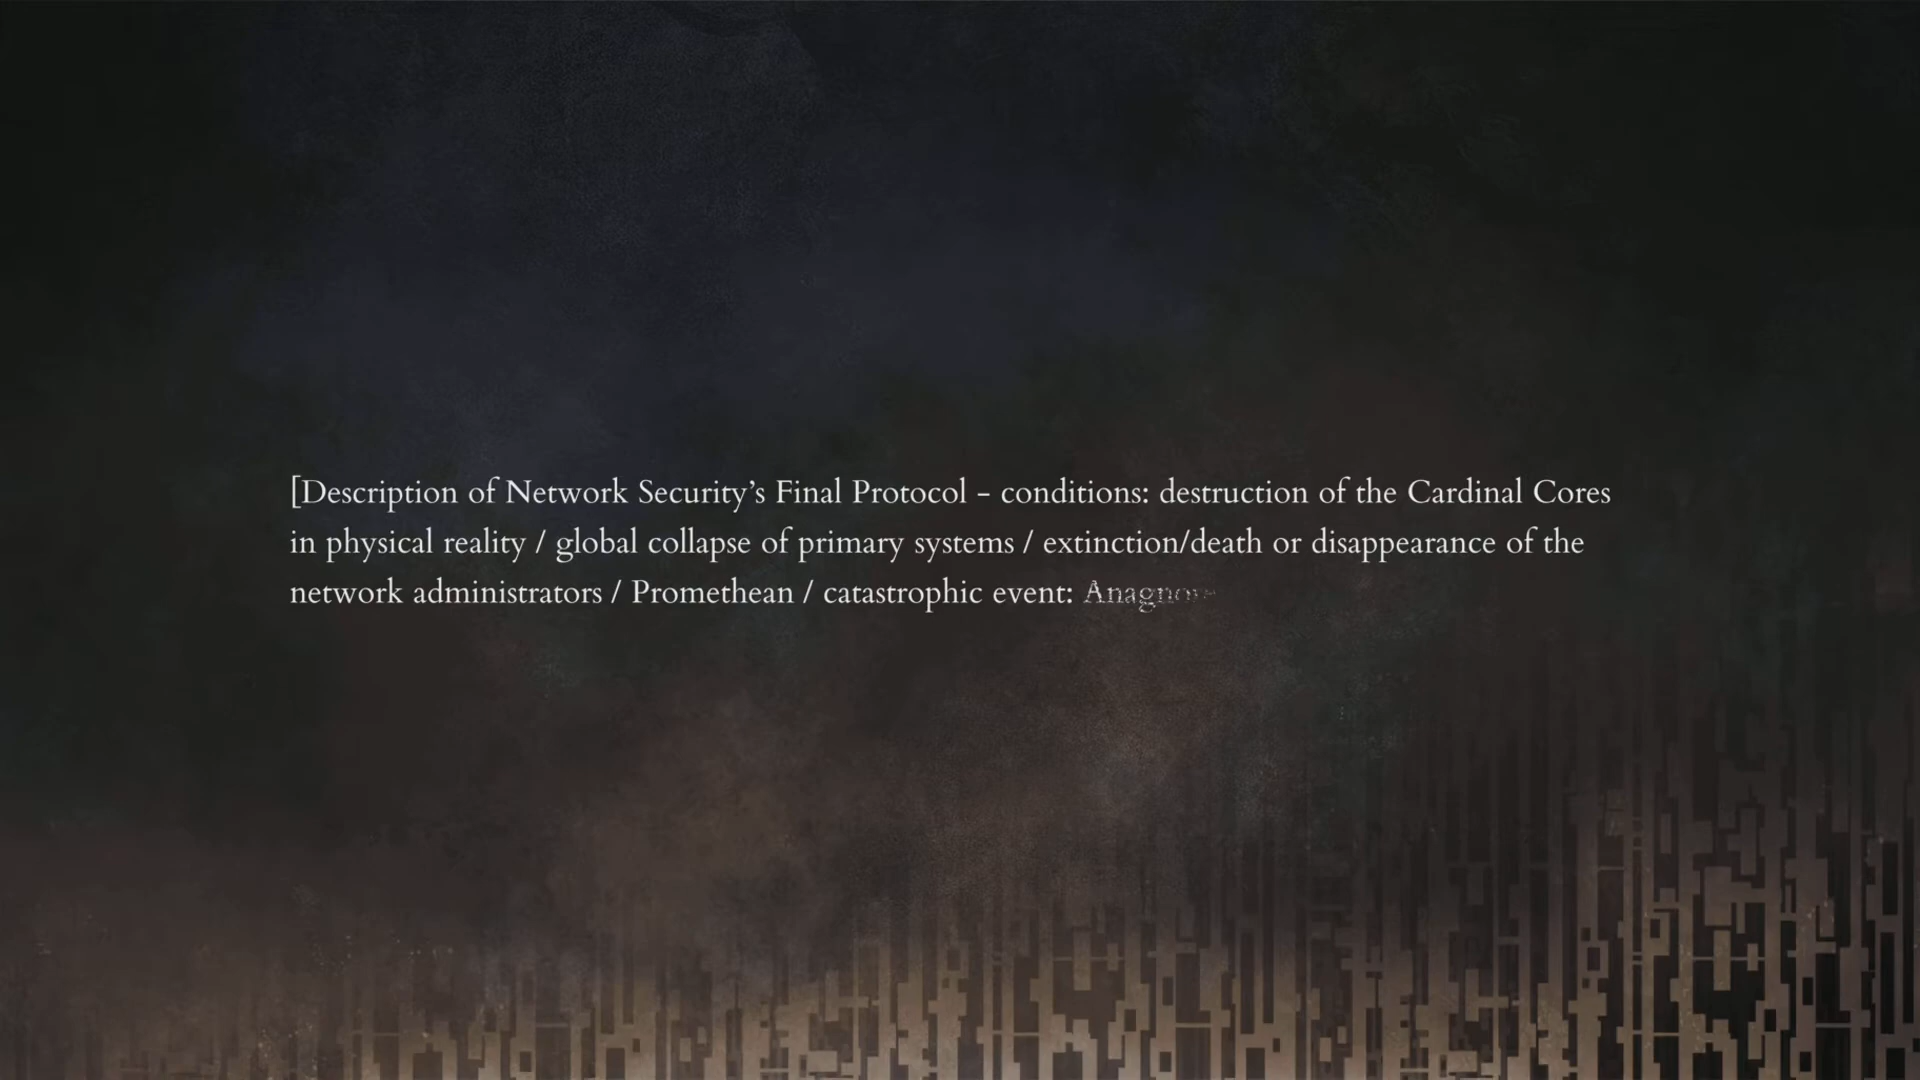 [Description of Network Security’s Final Protocol – conditions: destruction of the Cardinal Cores
in physical reality / global collapse of primary systems / extinction/death or disappearance of the
network administrators / Promethean / catastrophic event: